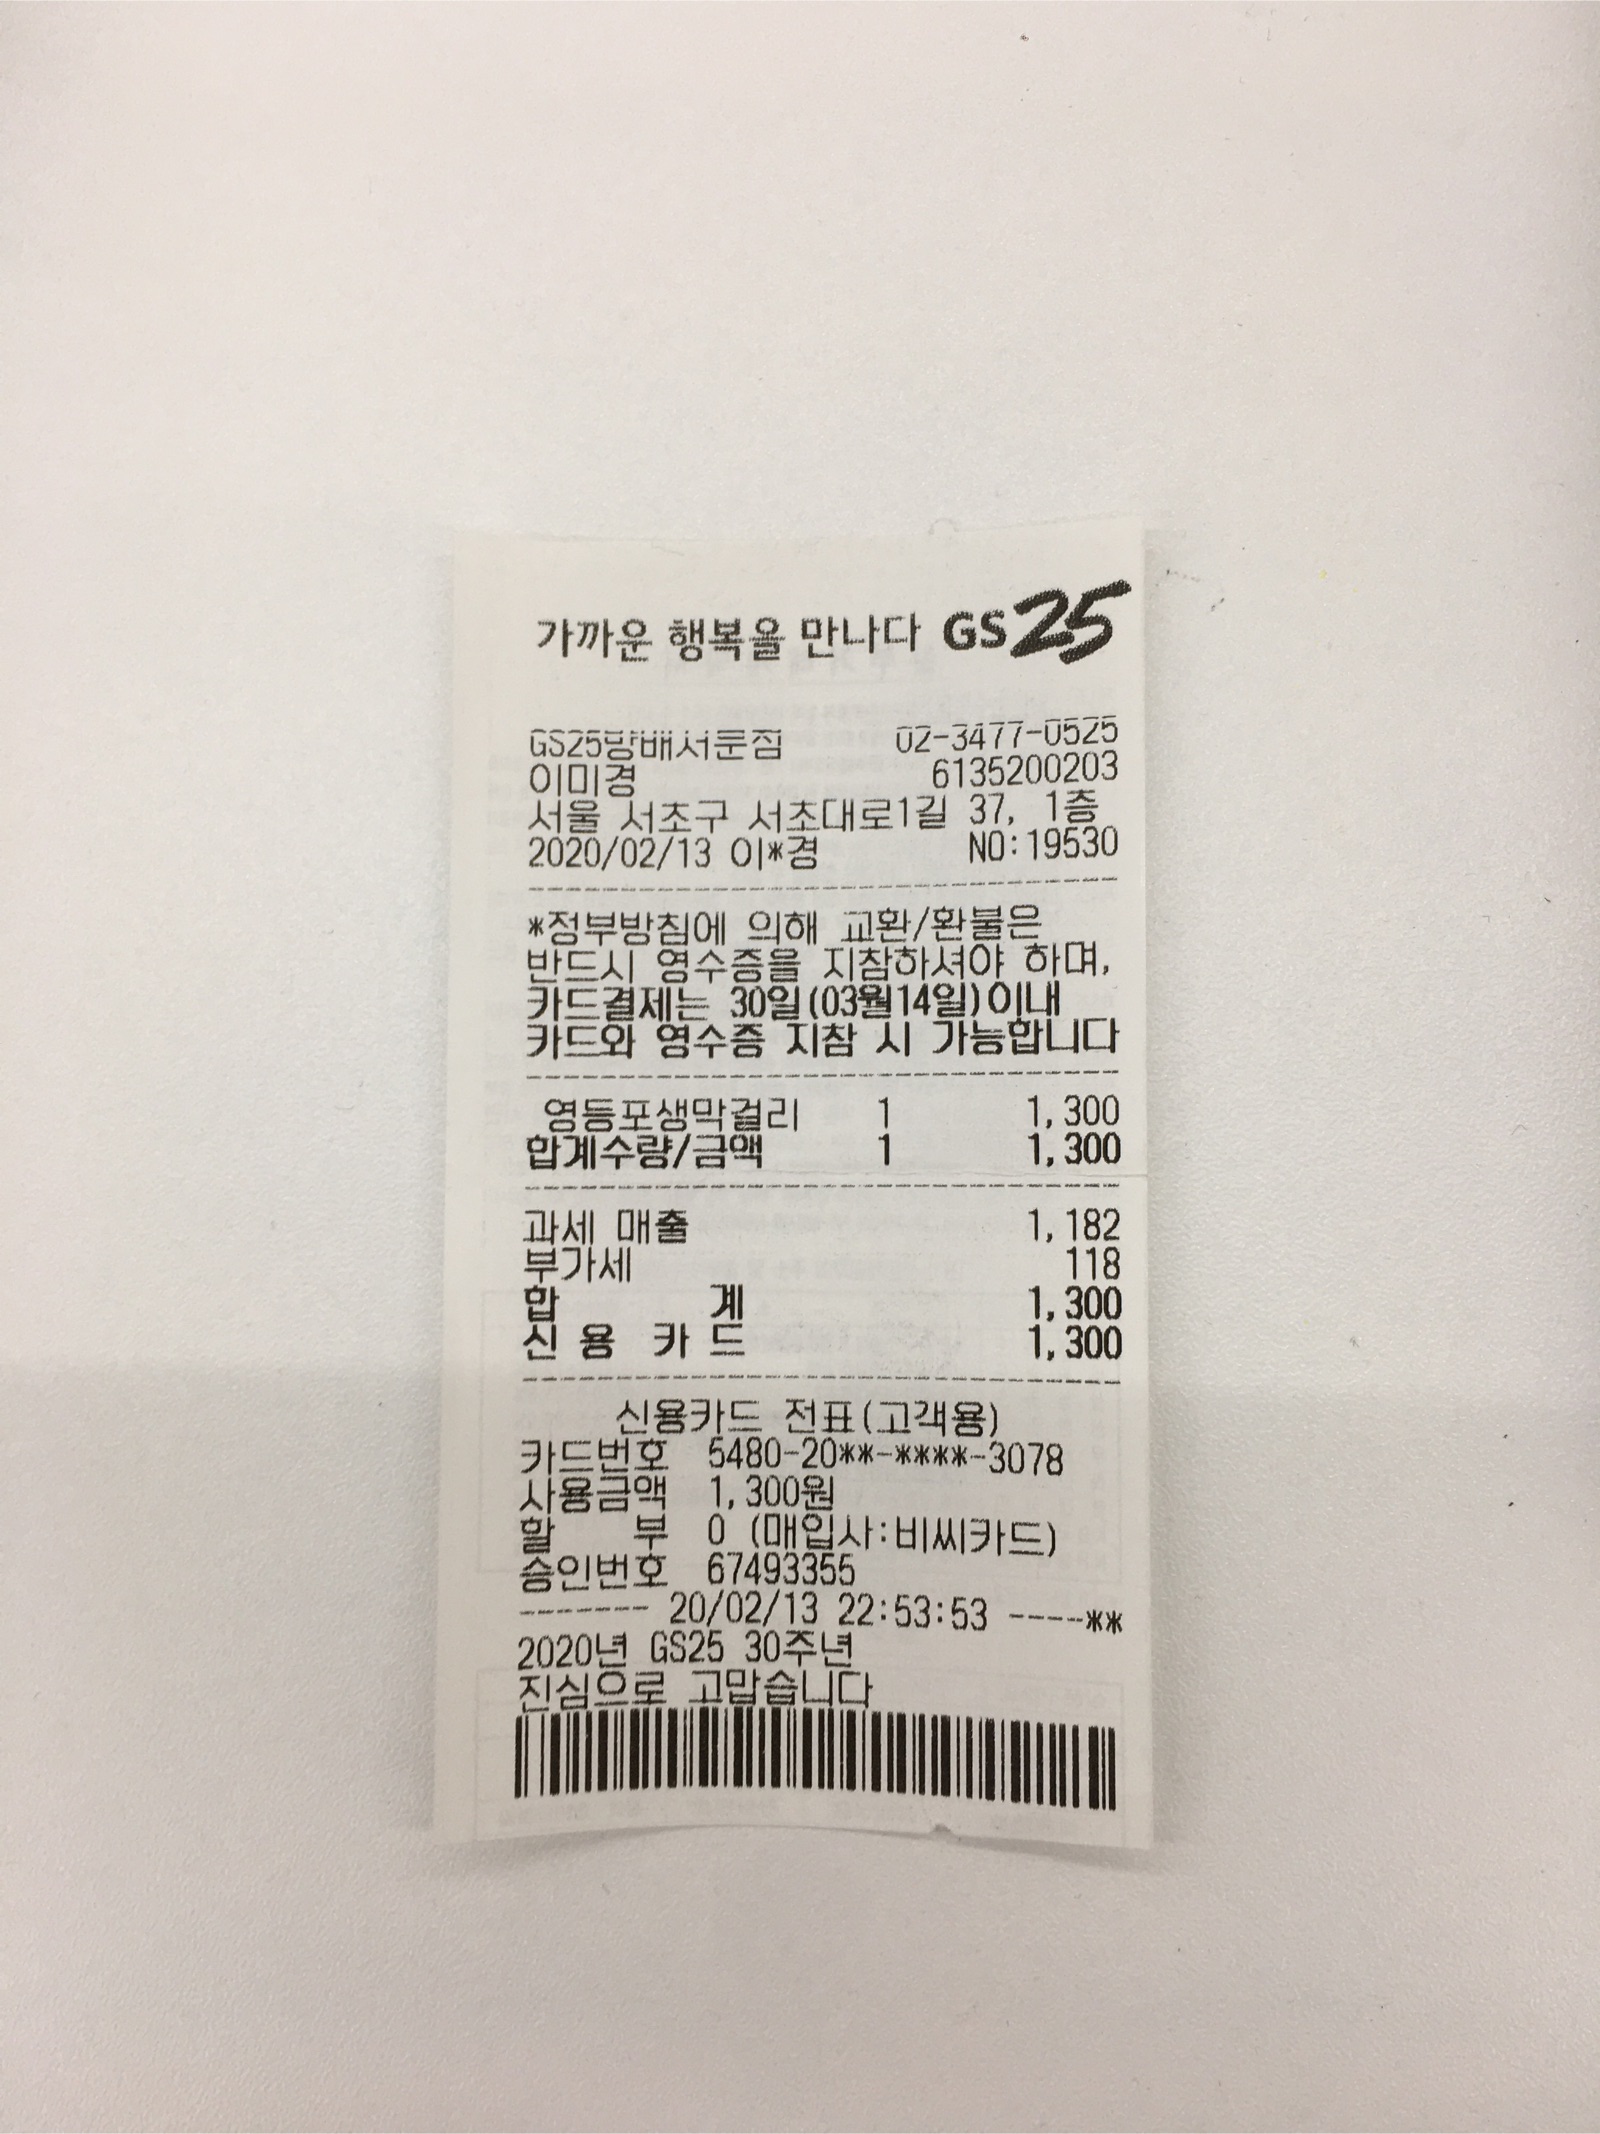 가까운 행복을 만나다 GS25
GS25방배서문점 02-3477-0525
이미경 6135200203
서울 서초구 서초대로1길 37, 1층
2020/02/13 이*경 NO:19530
*정부방침에 의해 교환/환불은
반드시 영수증을 지참하셔야 하며,
카드결제는 30일(03월14일)이내
카드와 영수증 지참 시 가능합니다
영등포생막걸리 1 1,300
합계수량/금액 1 1,300
과세 매출 1,182
부가세 118
합 계 1,300
신 용 카 드 1,300
신용카드 전표(고객용)
카드번호 5480-20**-****-3078
사용금액 1,300원
할 부 0 (매입사:비씨카드)
승인번호 67493355
------- 20/02/13 22:53:53 ----**
2020년 GS25 30주년
진심으로 고맙습니다